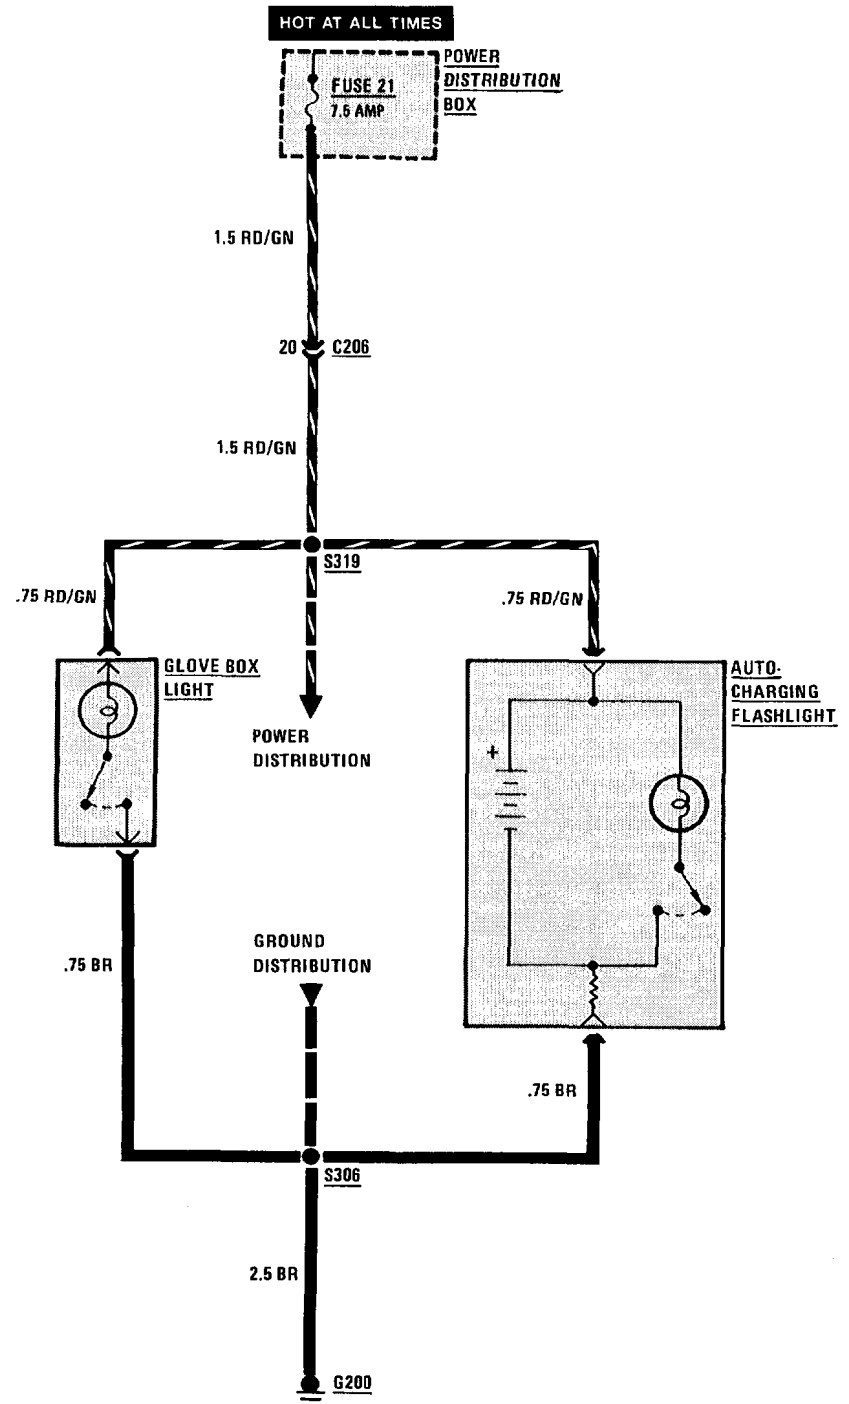 HOT AT ALL TIMES
POWER
DISTRIBUTION
BOX
FUSE 21
7.5 AMP
1.5 RD/GN
20
C206
1.5 RD/GN
S319
.75 RD/GN
.75 RD/GN
GLOVE BOX
LIGHT
AUTO-
CHARGING
FLASHLIGHT
POWER
DISTRIBUTION
+
GROUND
DISTRIBUTION
.75 BR
.75 BR
S306
2.5 BR
G200